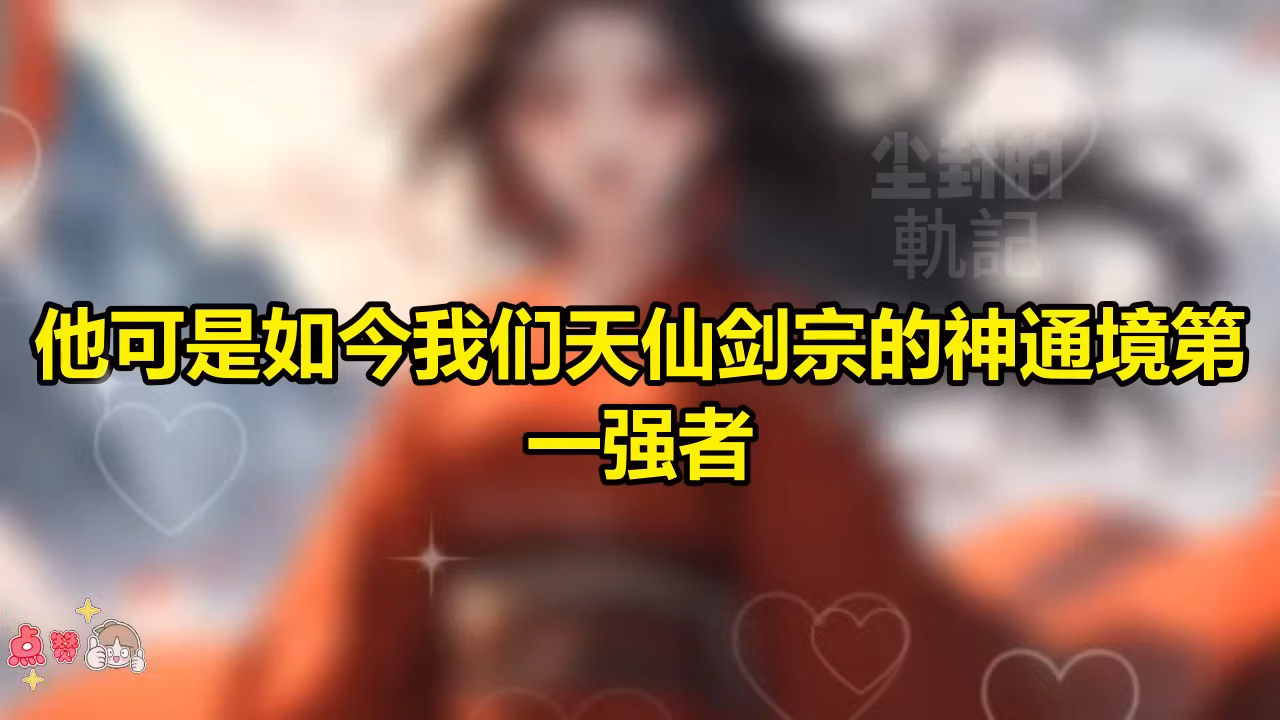 尘封的
軌記
他可是如今我们天仙剑宗的神通境第
一强者
点赞